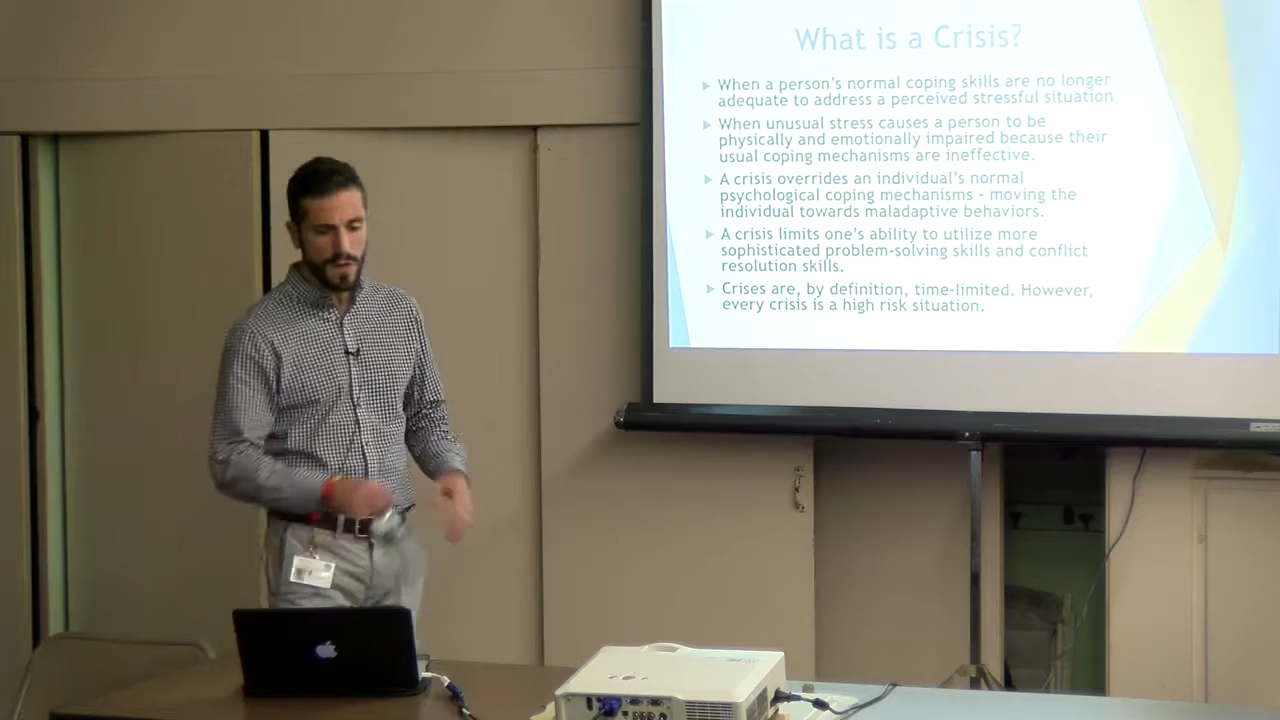 What is a Crisis?
When a person's normal coping skills are no longer
adequate to address a perceived stressful situation
When unusual stress causes a person to be
physically and emotionally impaired because their
usual coping mechanisms are ineffective.
A crisis overrides an individual's normal
psychological coping mechanisms – moving the
individual towards maladaptive behaviors.
A crisis limits one's ability to utilize more
sophisticated problem-solving skills and conflict
resolution skills.
Crises are, by definition, time-limited. However,
every crisis is a high risk situation.